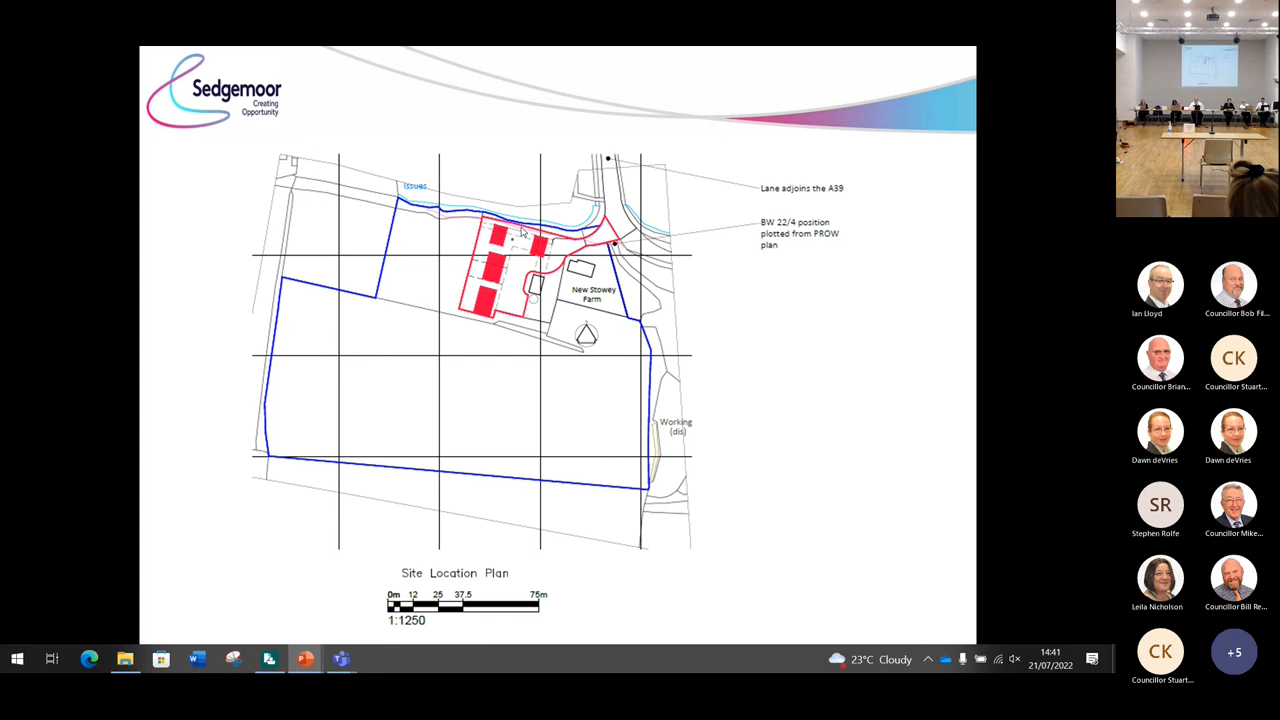 Sedgemoor
Creating
Opportunity
Issues
Lane adjoins the A39
BW 22/4 position
plotted from PROW
plan
New Stowey
Farm
Working
(dis)
Site Location Plan
0m 12 25 37.5 75m
1:1250
Ian Lloyd
Councillor Bob Fil...
Councillor Brian...
CK
Councillor Stuart...
Dawn deVries
Dawn deVries
SR
Stephen Rolfe
Councillor Mike...
Leila Nicholson
Councillor Bill Re...
CK
Councillor Stuart...
+5
23°C Cloudy
14:41
21/07/2022